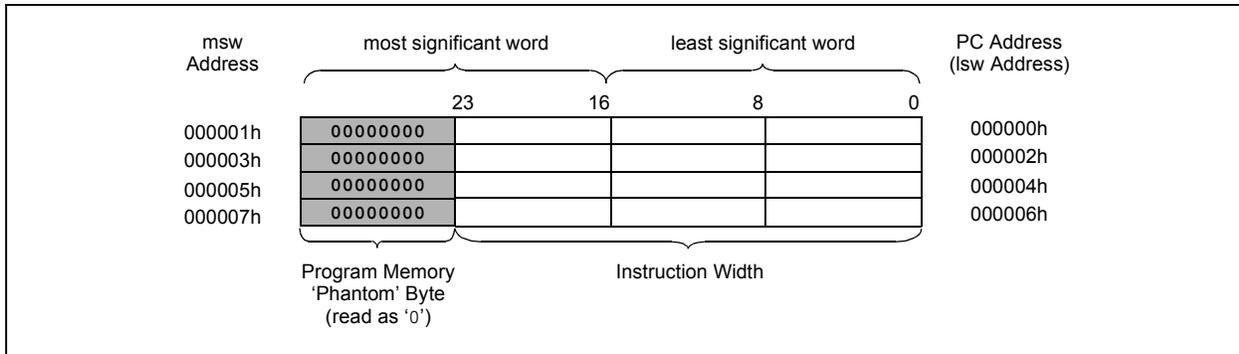 msw
Address
most significant word
least significant word
PC Address
(lsw Address)
23
16
8
0
000001h
00000000
000000h
000003h
00000000
000002h
000005h
00000000
000004h
000007h
00000000
000006h
Program Memory
‘Phantom’ Byte
(read as ‘0’)
Instruction Width